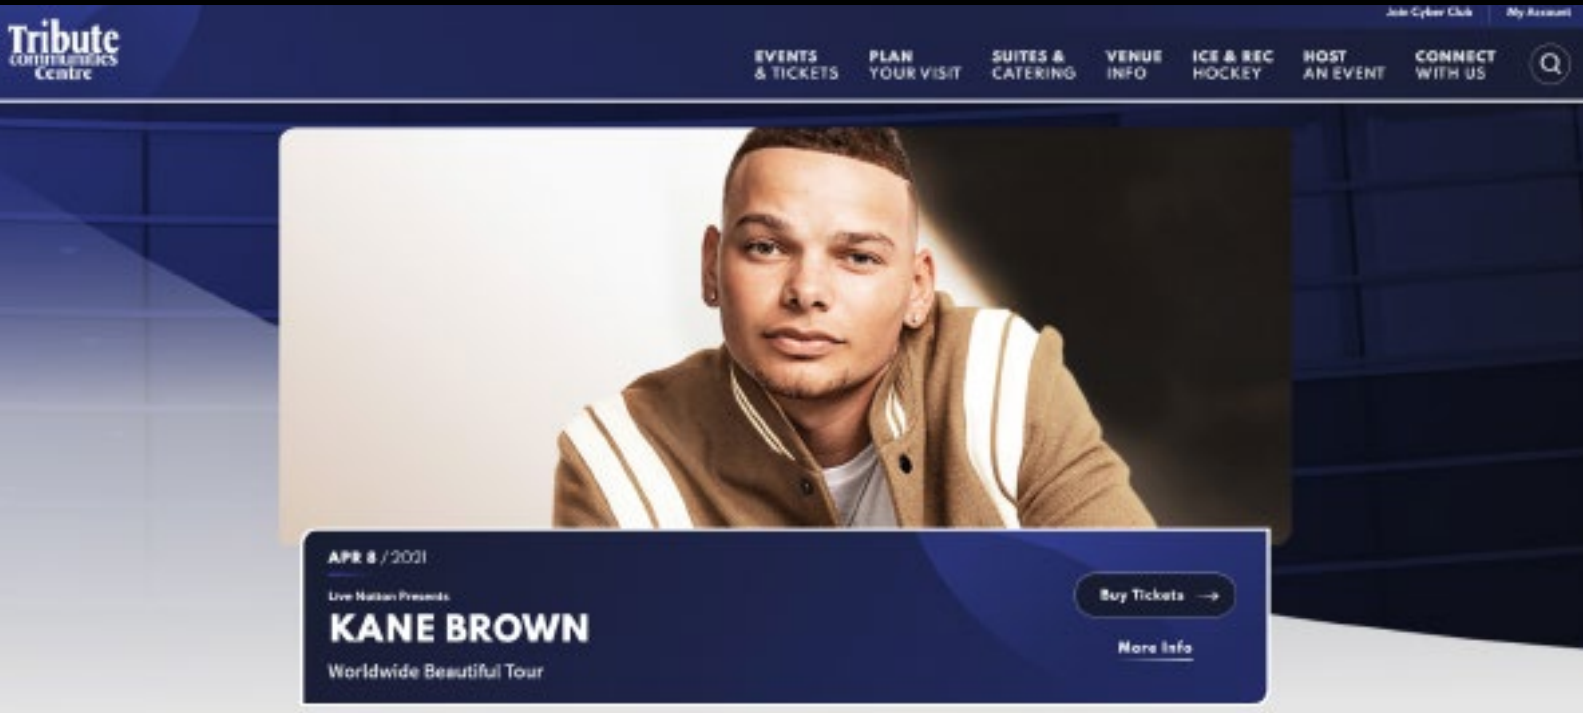 Join Cyber Club
My Account
Tribute
communities
Centre
EVENTS
& TICKETS
PLAN
YOUR VISIT
SUITES &
CATERING
VENUE
INFO
ICE & REC
HOCKEY
HOST
AN EVENT
CONNECT
WITH US
APR 8 / 2021
Live Nation Presents
KANE BROWN
Worldwide Beautiful Tour
Buy Tickets →
More Info